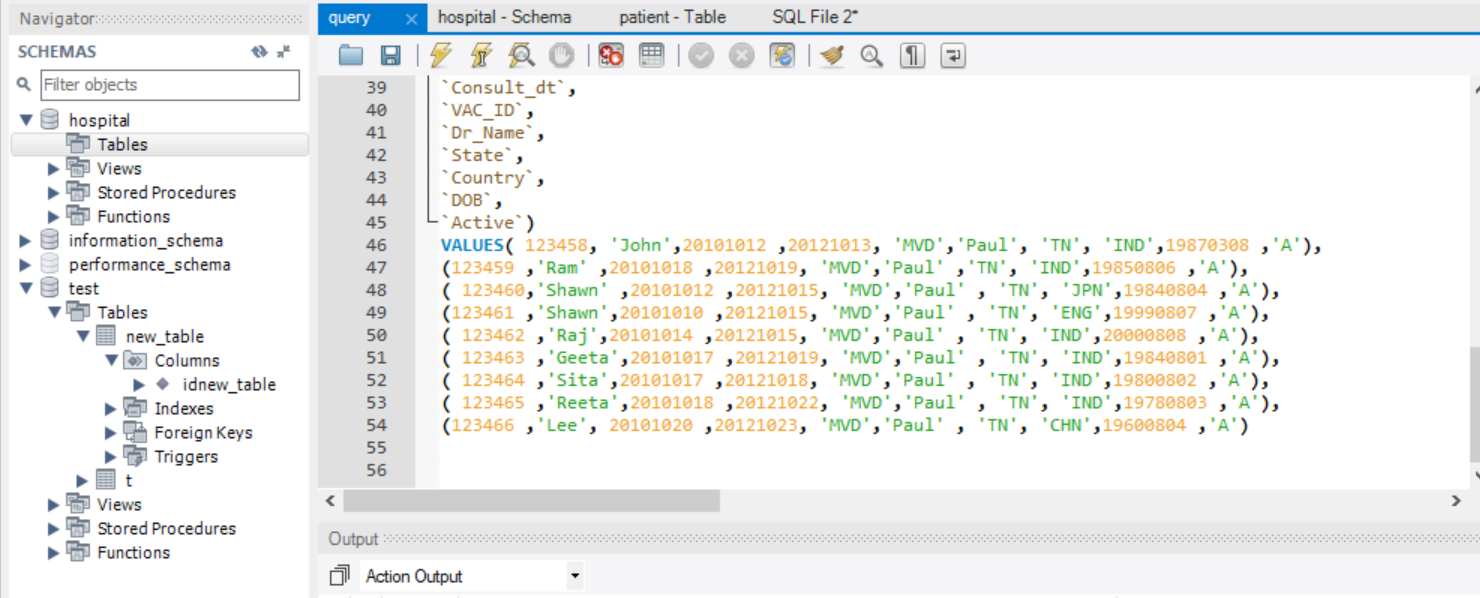 Navigator
SCHEMAS
Filter objects
hospital
Tables
Views
Stored Procedures
Functions
information_schema
performance_schema
test
Tables
new_table
Columns
idnew_table
Indexes
Foreign Keys
Triggers
t
Views
Stored Procedures
Functions
query hospital - Schema patient - Table SQL File 2*
39 `Consult_dt`,
40 `VAC_ID`,
41 `Dr_Name`,
42 `State`,
43 `Country`,
44 `DOB`,
45 `Active`)
46 VALUES( 123458, 'John',20101012 ,20121013, 'MVD','Paul', 'TN', 'IND',19870308 ,'A'),
47 (123459 ,'Ram' ,20101018 ,20121019, 'MVD','Paul' ,'TN', 'IND',19850806 ,'A'),
48 ( 123460,'Shawn' ,20101012 ,20121015, 'MVD','Paul' , 'TN', 'JPN',19840804 ,'A'),
49 (123461 ,'Shawn',20101010 ,20121015, 'MVD','Paul' , 'TN', 'ENG',19990807 ,'A'),
50 ( 123462 ,'Raj',20101014 ,20121015, 'MVD','Paul' , 'TN', 'IND',20000808 ,'A'),
51 ( 123463 ,'Geeta',20101017 ,20121019, 'MVD','Paul' , 'TN', 'IND',19840801 ,'A'),
52 ( 123464 ,'Sita',20101017 ,20121018, 'MVD','Paul' , 'TN', 'IND',19800802 ,'A'),
53 ( 123465 ,'Reeta',20101018 ,20121022, 'MVD','Paul' , 'TN', 'IND',19780803 ,'A'),
54 (123466 ,'Lee', 20101020 ,20121023, 'MVD','Paul' , 'TN', 'CHN',19600804 ,'A')
55
56
Output
Action Output